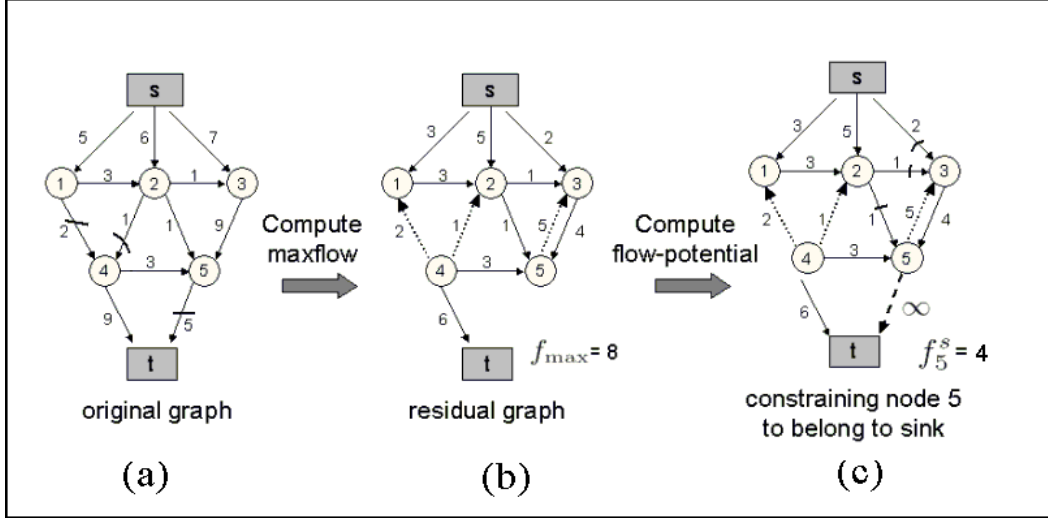 s
5
6
7
1
3
2
1
3
2
1
1
9
4
3
5
9
5
t
original graph
(a)
Compute
maxflow
s
3
5
2
1
3
2
1
3
2
1
1
5
4
4
3
5
6
t
f_max = 8
residual graph
(b)
Compute
flow-potential
s
3
5
2
1
3
2
1
3
2
1
1
5
4
4
3
5
6
∞
t
f_5^s = 4
constraining node 5
to belong to sink
(c)